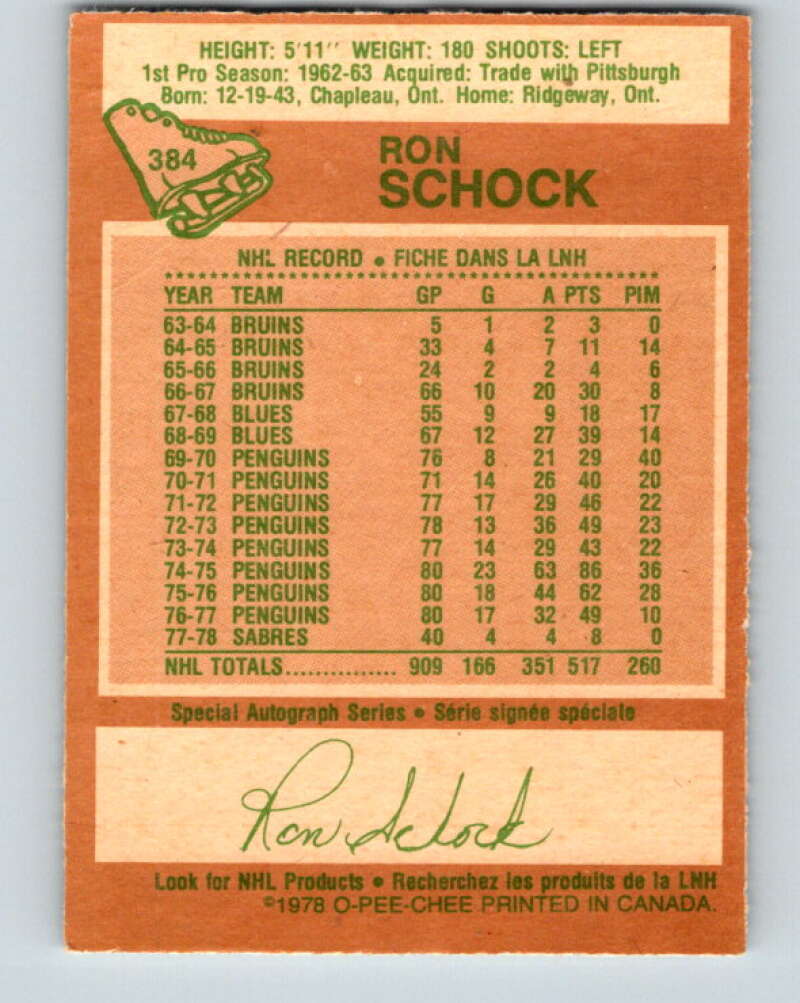 HEIGHT: 5'11'' WEIGHT: 180 SHOOTS: LEFT
1st Pro Season: 1962-63 Acquired: Trade with Pittsburgh
Born: 12-19-43, Chapleau, Ont. Home: Ridgeway, Ont.
384
RON
SCHOCK
NHL RECORD • FICHE DANS LA LNH
YEAR TEAM GP G A PTS PIM
63-64 BRUINS 5 1 2 3 0
64-65 BRUINS 33 4 7 11 14
65-66 BRUINS 24 2 2 4 6
66-67 BRUINS 66 10 20 30 8
67-68 BLUES 55 9 9 18 17
68-69 BLUES 67 12 27 39 14
69-70 PENGUINS 76 8 21 29 40
70-71 PENGUINS 71 14 26 40 20
71-72 PENGUINS 77 17 29 46 22
72-73 PENGUINS 78 13 36 49 23
73-74 PENGUINS 77 14 29 43 22
74-75 PENGUINS 80 23 63 86 36
75-76 PENGUINS 80 18 44 62 28
76-77 PENGUINS 80 17 32 49 10
77-78 SABRES 40 4 4 8 0
NHL TOTALS............... 909 166 351 517 260
Special Autograph Series • Série signée spéciale
Ron Schock
Look for NHL Products • Recherchez les produits de la LNH
©1978 O-PEE-CHEE PRINTED IN CANADA.